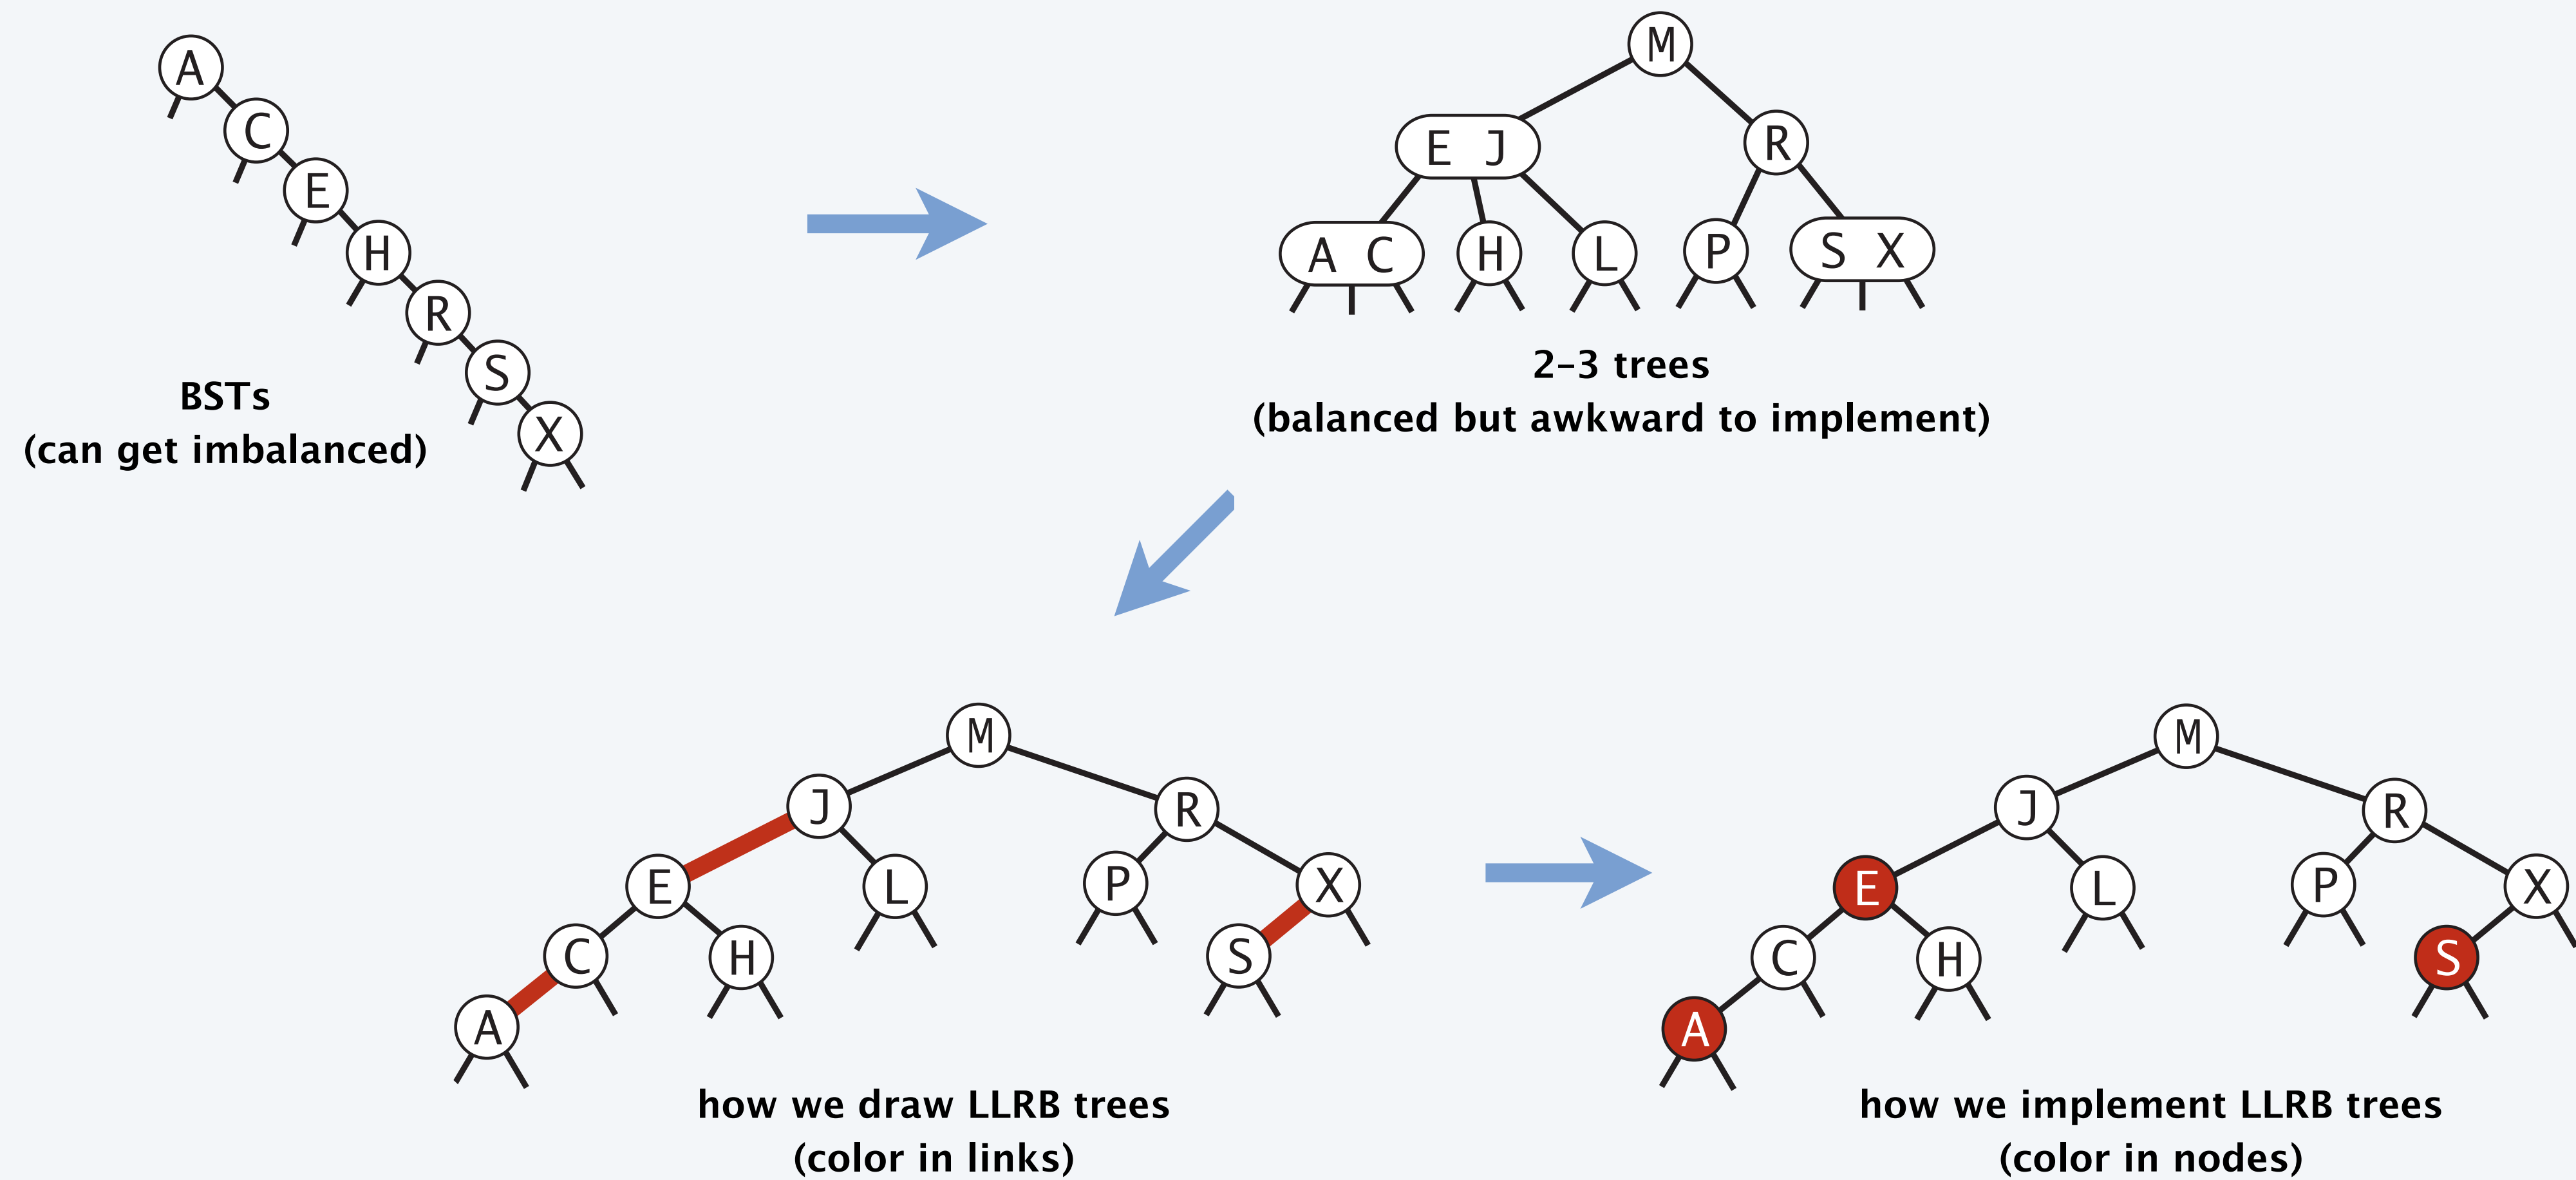 A
C
E
H
R
S
X
BSTs
(can get imbalanced)
M
E J
R
A C
H
L
P
S X
2–3 trees
(balanced but awkward to implement)
M
J
R
E
L
P
X
C
H
S
A
how we draw LLRB trees
(color in links)
M
J
R
E
L
P
X
C
H
S
A
how we implement LLRB trees
(color in nodes)